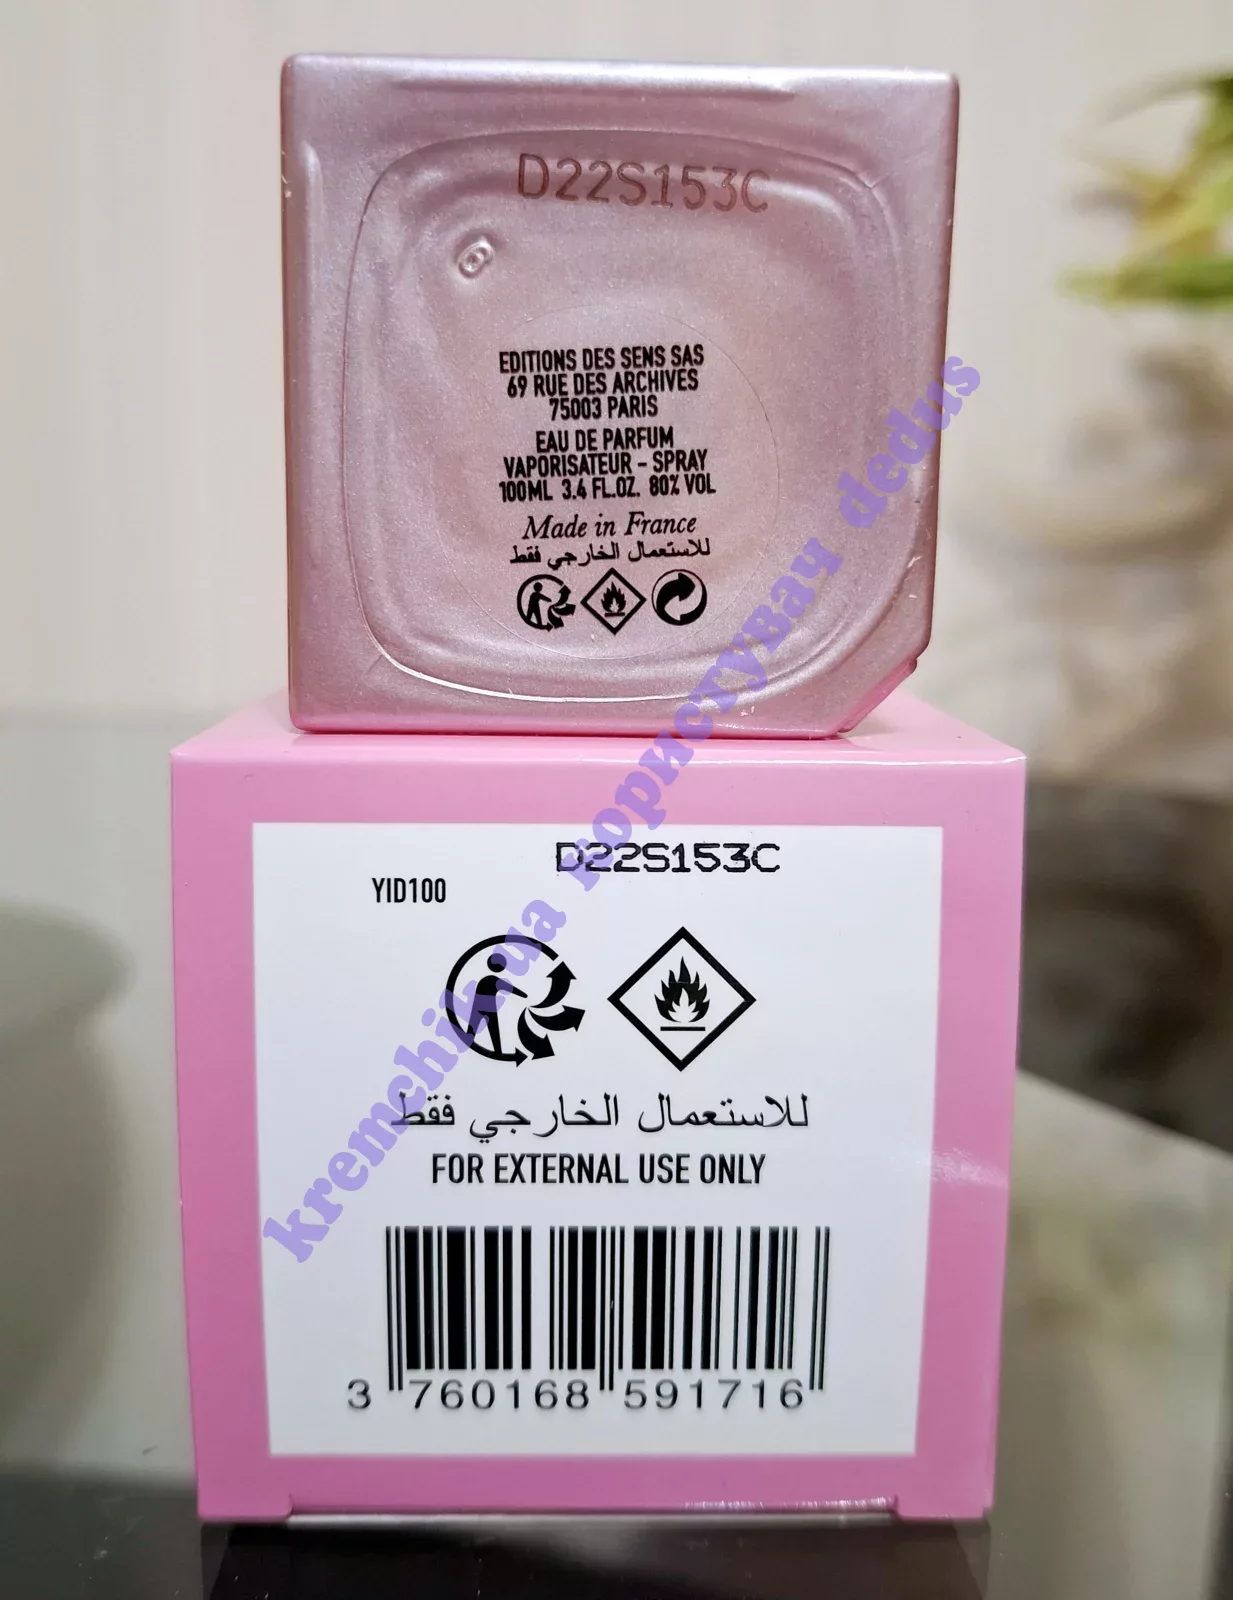 D22S153C
6
EDITIONS DES SENS SAS
69 RUE DES ARCHIVES
75003 PARIS
EAU DE PARFUM
VAPORISATEUR - SPRAY
100ML 3.4 FL.OZ. 80% VOL
Made in France
للاستعمال الخارجي فقط
D22S153C
YID100
للاستعمال الخارجي فقط
FOR EXTERNAL USE ONLY
3 760168 591716
kremchik.ua користувач dedus